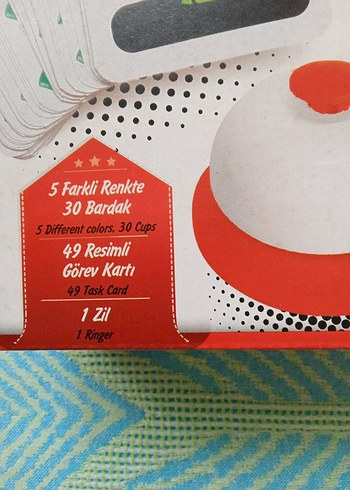 5 Farkli Renkte
30 Bardak
5 Different colors, 30 Cups
49 Resimli
Görev Kartı
49 Task Card
1 Zil
1 Ringer